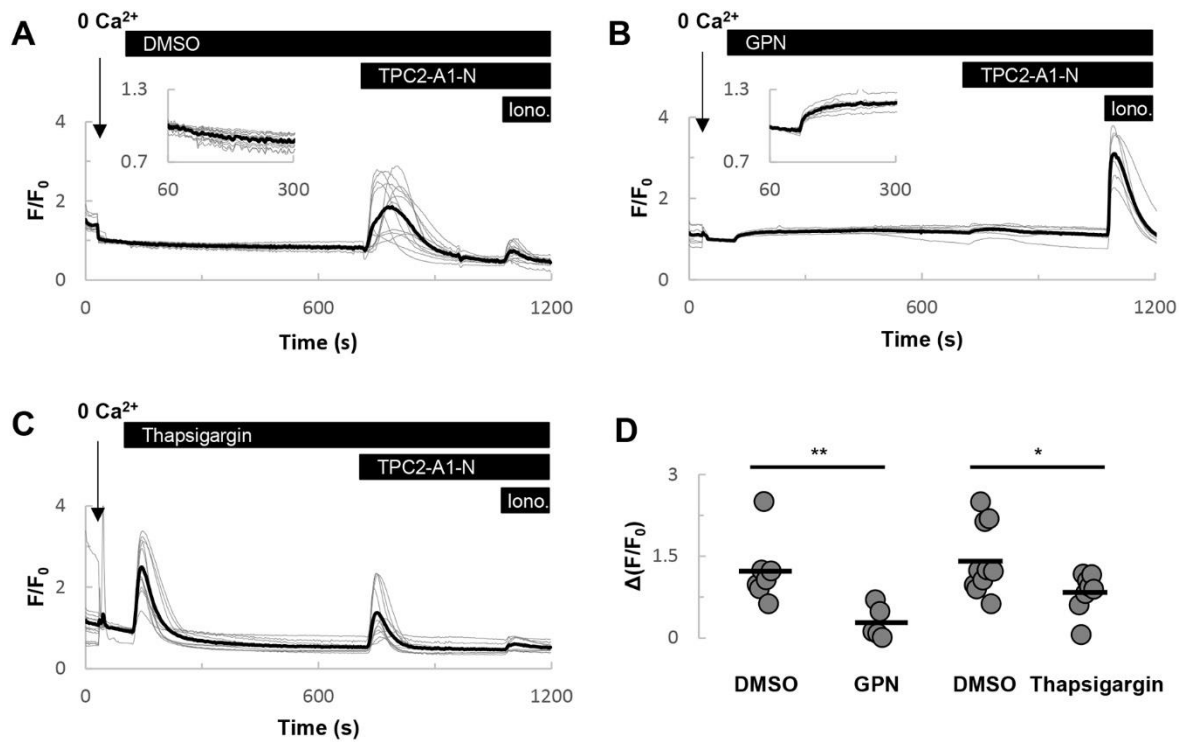 A
0 Ca²⁺
DMSO
TPC2-A1-N
Iono.
1.3
0.7
60
300
4
2
0
F/F₀
0
600
1200
Time (s)
B
0 Ca²⁺
GPN
TPC2-A1-N
Iono.
1.3
0.7
60
300
4
2
0
F/F₀
0
600
1200
Time (s)
C
0 Ca²⁺
Thapsigargin
TPC2-A1-N
Iono.
4
2
0
F/F₀
0
600
1200
Time (s)
D
** *
3
1.5
0
Δ(F/F₀)
DMSO GPN DMSO Thapsigargin